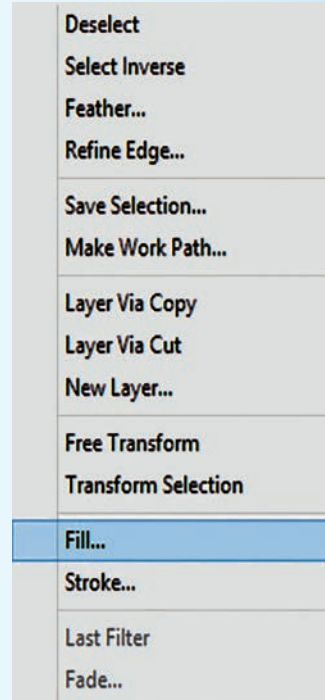 Deselect
Select Inverse
Feather...
Refine Edge...
Save Selection...
Make Work Path...
Layer Via Copy
Layer Via Cut
New Layer...
Free Transform
Transform Selection
Fill...
Stroke...
Last Filter
Fade...